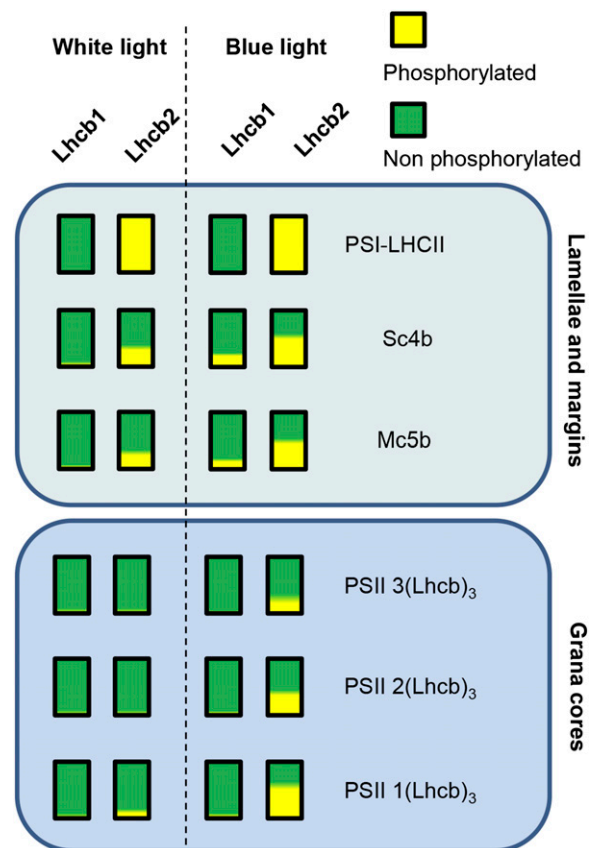 White light
Blue light
Phosphorylated
Non phosphorylated
Lhcb1
Lhcb2
Lhcb1
Lhcb2
PSI-LHCII
Sc4b
Mc5b
Lamellae and margins
PSII 3(Lhcb)₃
PSII 2(Lhcb)₃
PSII 1(Lhcb)₃
Grana cores